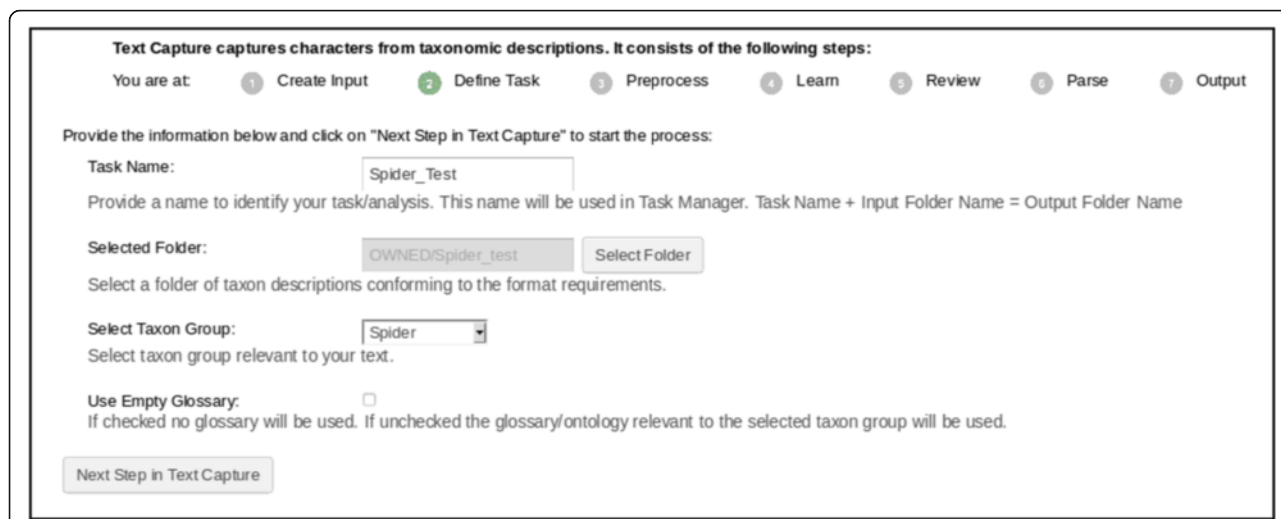 Text Capture captures characters from taxonomic descriptions. It consists of the following steps:
You are at: 1 Create Input 2 Define Task 3 Preprocess 4 Learn 5 Review 6 Parse 7 Output
Provide the information below and click on "Next Step in Text Capture" to start the process:
Task Name: Spider_Test
Provide a name to identify your task/analysis. This name will be used in Task Manager. Task Name + Input Folder Name = Output Folder Name
Selected Folder: OWNED/Spider_test Select Folder
Select a folder of taxon descriptions conforming to the format requirements.
Select Taxon Group: Spider
Select taxon group relevant to your text.
Use Empty Glossary:
If checked no glossary will be used. If unchecked the glossary/ontology relevant to the selected taxon group will be used.
Next Step in Text Capture